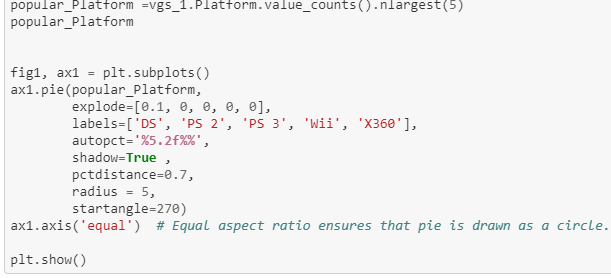 popular_Platform =vgs_1.Platform.value_counts().nlargest(5)
popular_Platform
fig1, ax1 = plt.subplots()
ax1.pie(popular_Platform,
        explode=[0.1, 0, 0, 0, 0],
        labels=['DS', 'PS 2', 'PS 3', 'Wii', 'X360'],
        autopct='%5.2f%%',
        shadow=True ,
        pctdistance=0.7,
        radius = 5,
        startangle=270)
ax1.axis('equal')  # Equal aspect ratio ensures that pie is drawn as a circle.
plt.show()